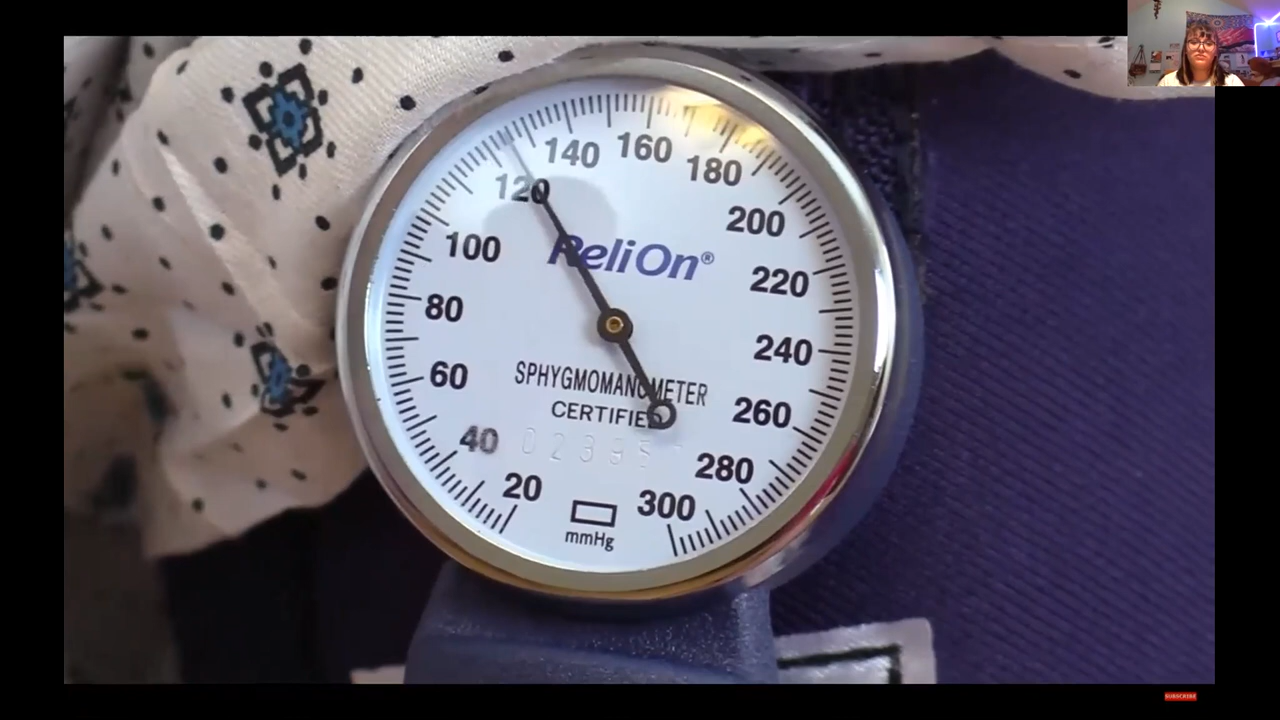 140 160 180
120 200
100 ReliOn® 220
80 240
60 SPHYGMOMANOMETER 260
CERTIFIED
40 280
20 300
mmHg
SUBSCRIBE